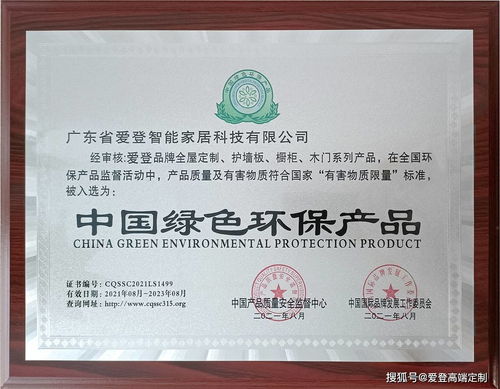 广东省爱登智能家居科技有限公司
经审核:爱登品牌全屋定制、护墙板、橱柜、木门系列产品，在全国环
保产品监督活动中，产品质量及有害物质符合国家“有害物质限量”标准，
被入选为：
中国绿色环保产品
CHINA GREEN ENVIRONMENTAL PROTECTION PRODUCT
证书编号：CQSSC2021LS1499
有效日期：2021年08月-2023年08月
查询网址：http://www.cqssc315.org
中国产品质量安全监督中心
二〇二一年八月
中国国际品牌发展工作委员会
二〇二一年八月
搜狐号@爱登高端定制